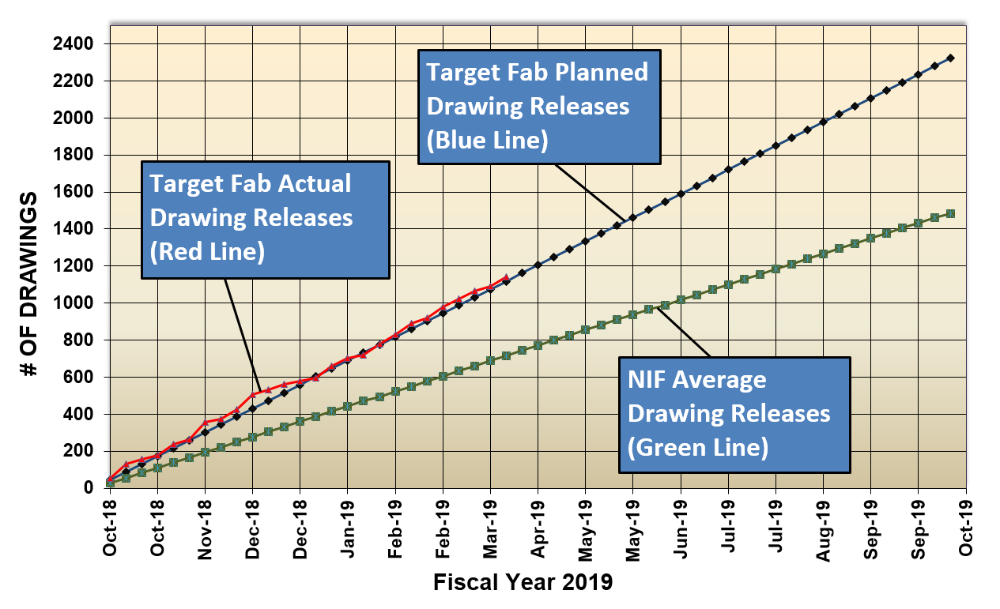 2400
2200
2000
1800
1600
1400
1200
1000
800
600
400
200
0
# OF DRAWINGS
Target Fab Planned
Drawing Releases
(Blue Line)
Target Fab Actual
Drawing Releases
(Red Line)
NIF Average
Drawing Releases
(Green Line)
Oct-18
Oct-18
Nov-18
Dec-18
Dec-18
Jan-19
Feb-19
Feb-19
Mar-19
Apr-19
May-19
May-19
Jun-19
Jul-19
Jul-19
Aug-19
Sep-19
Sep-19
Oct-19
Fiscal Year 2019